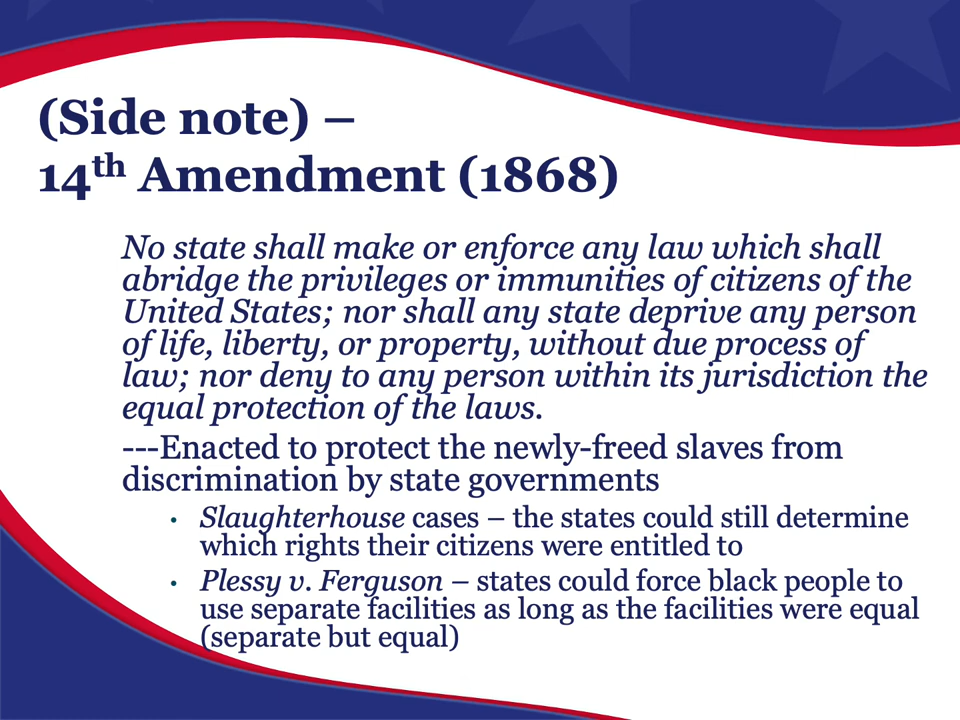 (Side note) –
14th Amendment (1868)
No state shall make or enforce any law which shall
abridge the privileges or immunities of citizens of the
United States; nor shall any state deprive any person
of life, liberty, or property, without due process of
law; nor deny to any person within its jurisdiction the
equal protection of the laws.
---Enacted to protect the newly-freed slaves from
discrimination by state governments
• Slaughterhouse cases – the states could still determine
which rights their citizens were entitled to
• Plessy v. Ferguson – states could force black people to
use separate facilities as long as the facilities were equal
(separate but equal)